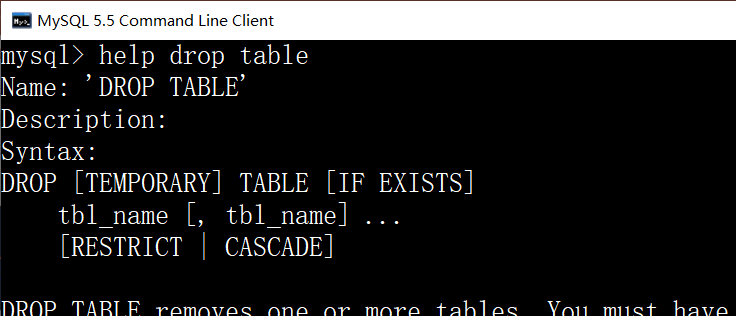 MySQL 5.5 Command Line Client
mysql> help drop table
Name: 'DROP TABLE'
Description:
Syntax:
DROP [TEMPORARY] TABLE [IF EXISTS]
    tbl_name [, tbl_name] ...
    [RESTRICT | CASCADE]
DROP TABLE removes one or more tables. You must have